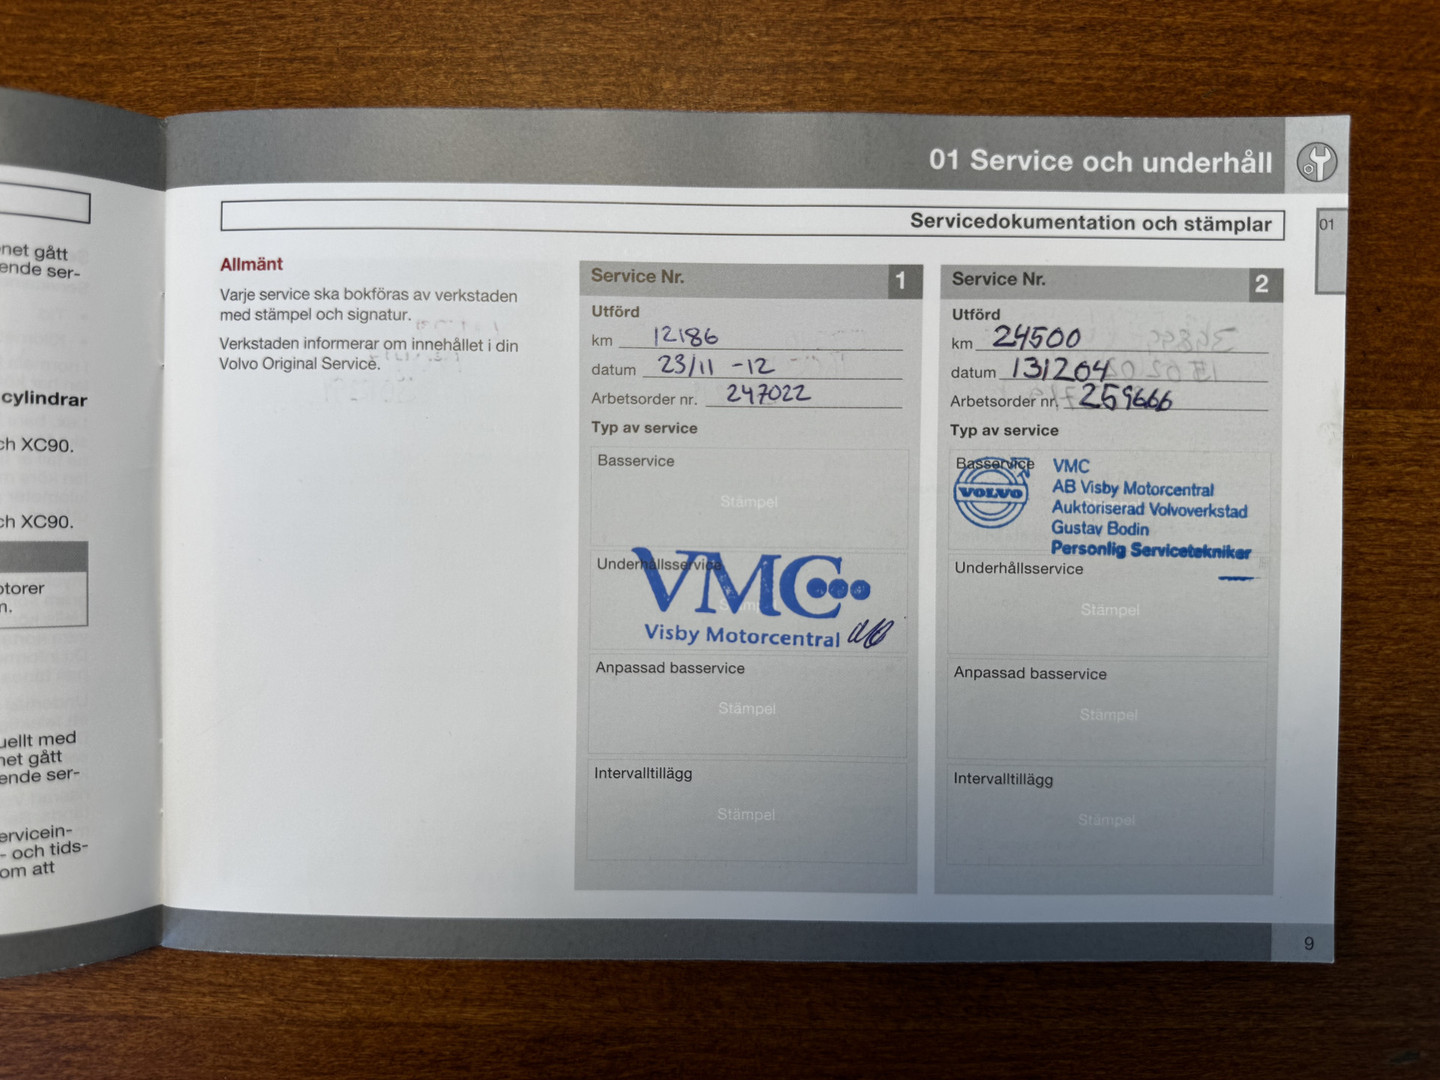 net gått
ende ser-
cylindrar
ch XC90.
ch XC90.
otorer
n.
uellt med
net gått
ende ser-
ervicein-
- och tids-
om att
01 Service och underhåll
Servicedokumentation och stämplar
01
Allmänt
Varje service ska bokföras av verkstaden
med stämpel och signatur.
Verkstaden informerar om innehållet i din
Volvo Original Service.
Service Nr. 1
Utförd
km 12186
datum 23/11 -12
Arbetsorder nr. 247022
Typ av service
Basservice
Stämpel
Underhållsservice
VMC
Visby Motorcentral
Anpassad basservice
Stämpel
Intervalltillägg
Stämpel
Service Nr. 2
Utförd
km 24500
datum 131204
Arbetsorder nr. 259666
Typ av service
Basservice
VOLVO
VMC
AB Visby Motorcentral
Auktoriserad Volvoverkstad
Gustav Bodin
Personlig Servicetekniker
Underhållsservice
Stämpel
Anpassad basservice
Stämpel
Intervalltillägg
Stämpel
9